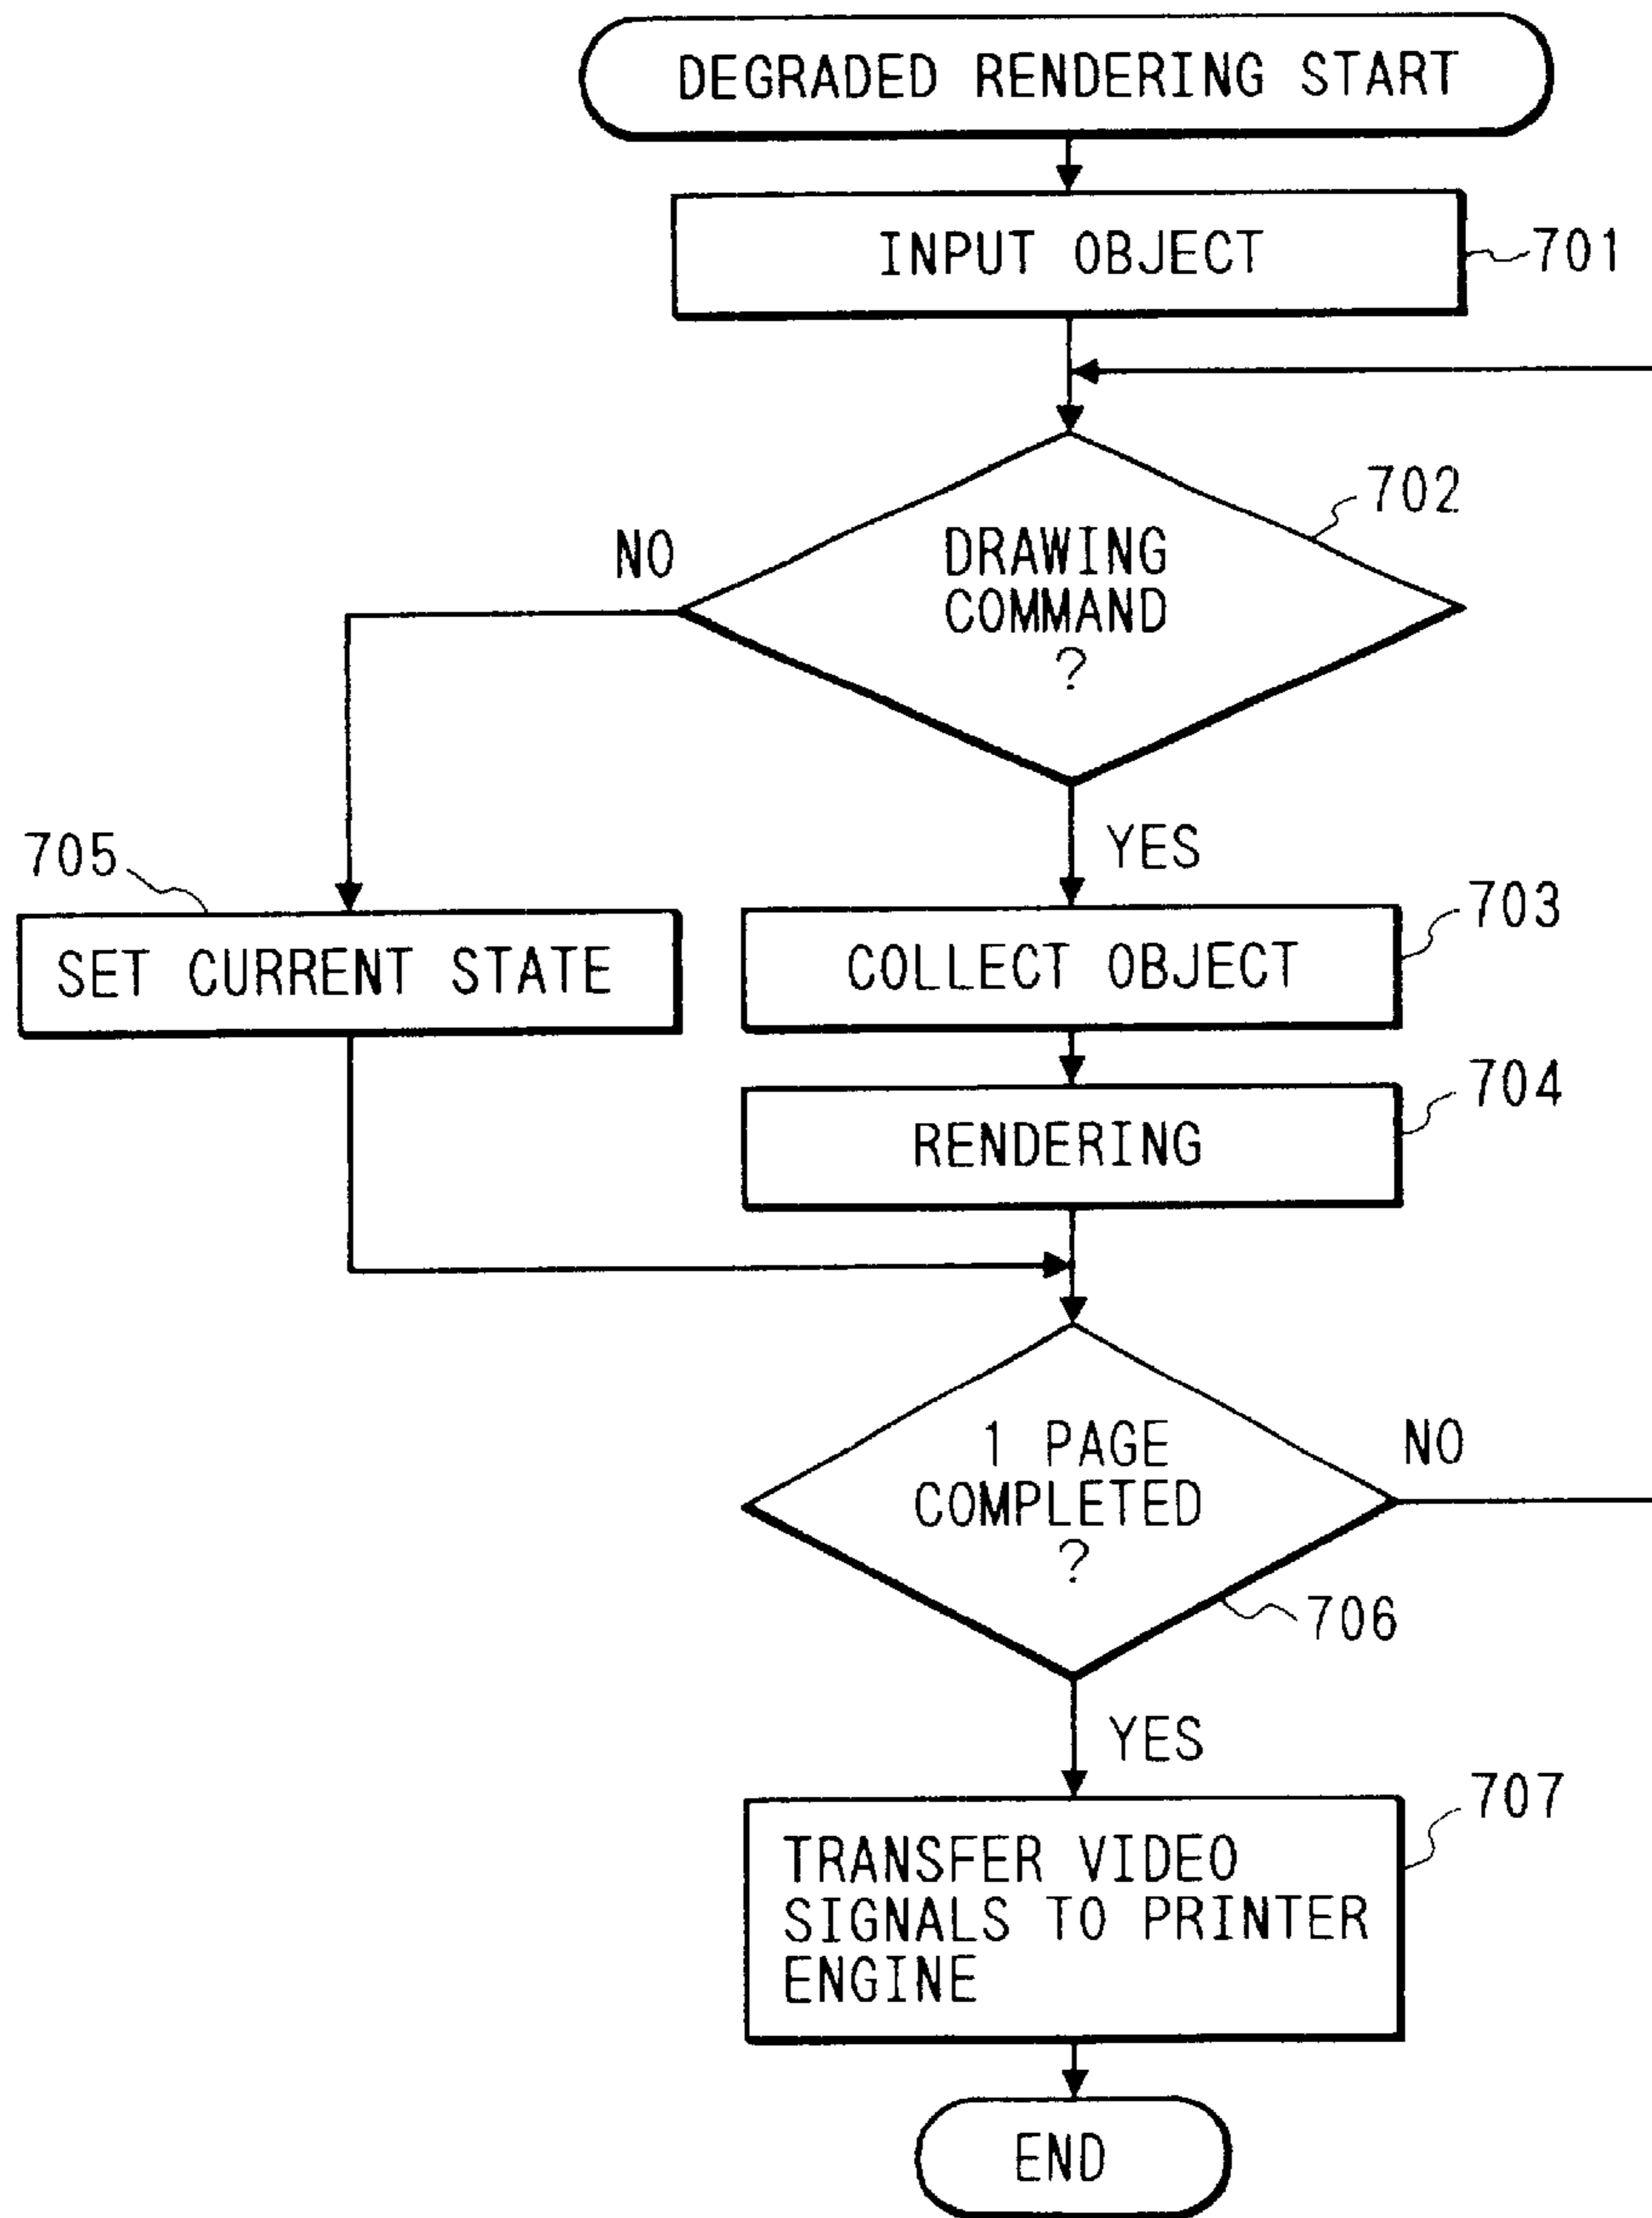 DEGRADED RENDERING START
INPUT OBJECT
701
702
NO
DRAWING
COMMAND
?
YES
705
703
SET CURRENT STATE
COLLECT OBJECT
704
RENDERING
1 PAGE
COMPLETED
?
NO
706
YES
707
TRANSFER VIDEO
SIGNALS TO PRINTER
ENGINE
END